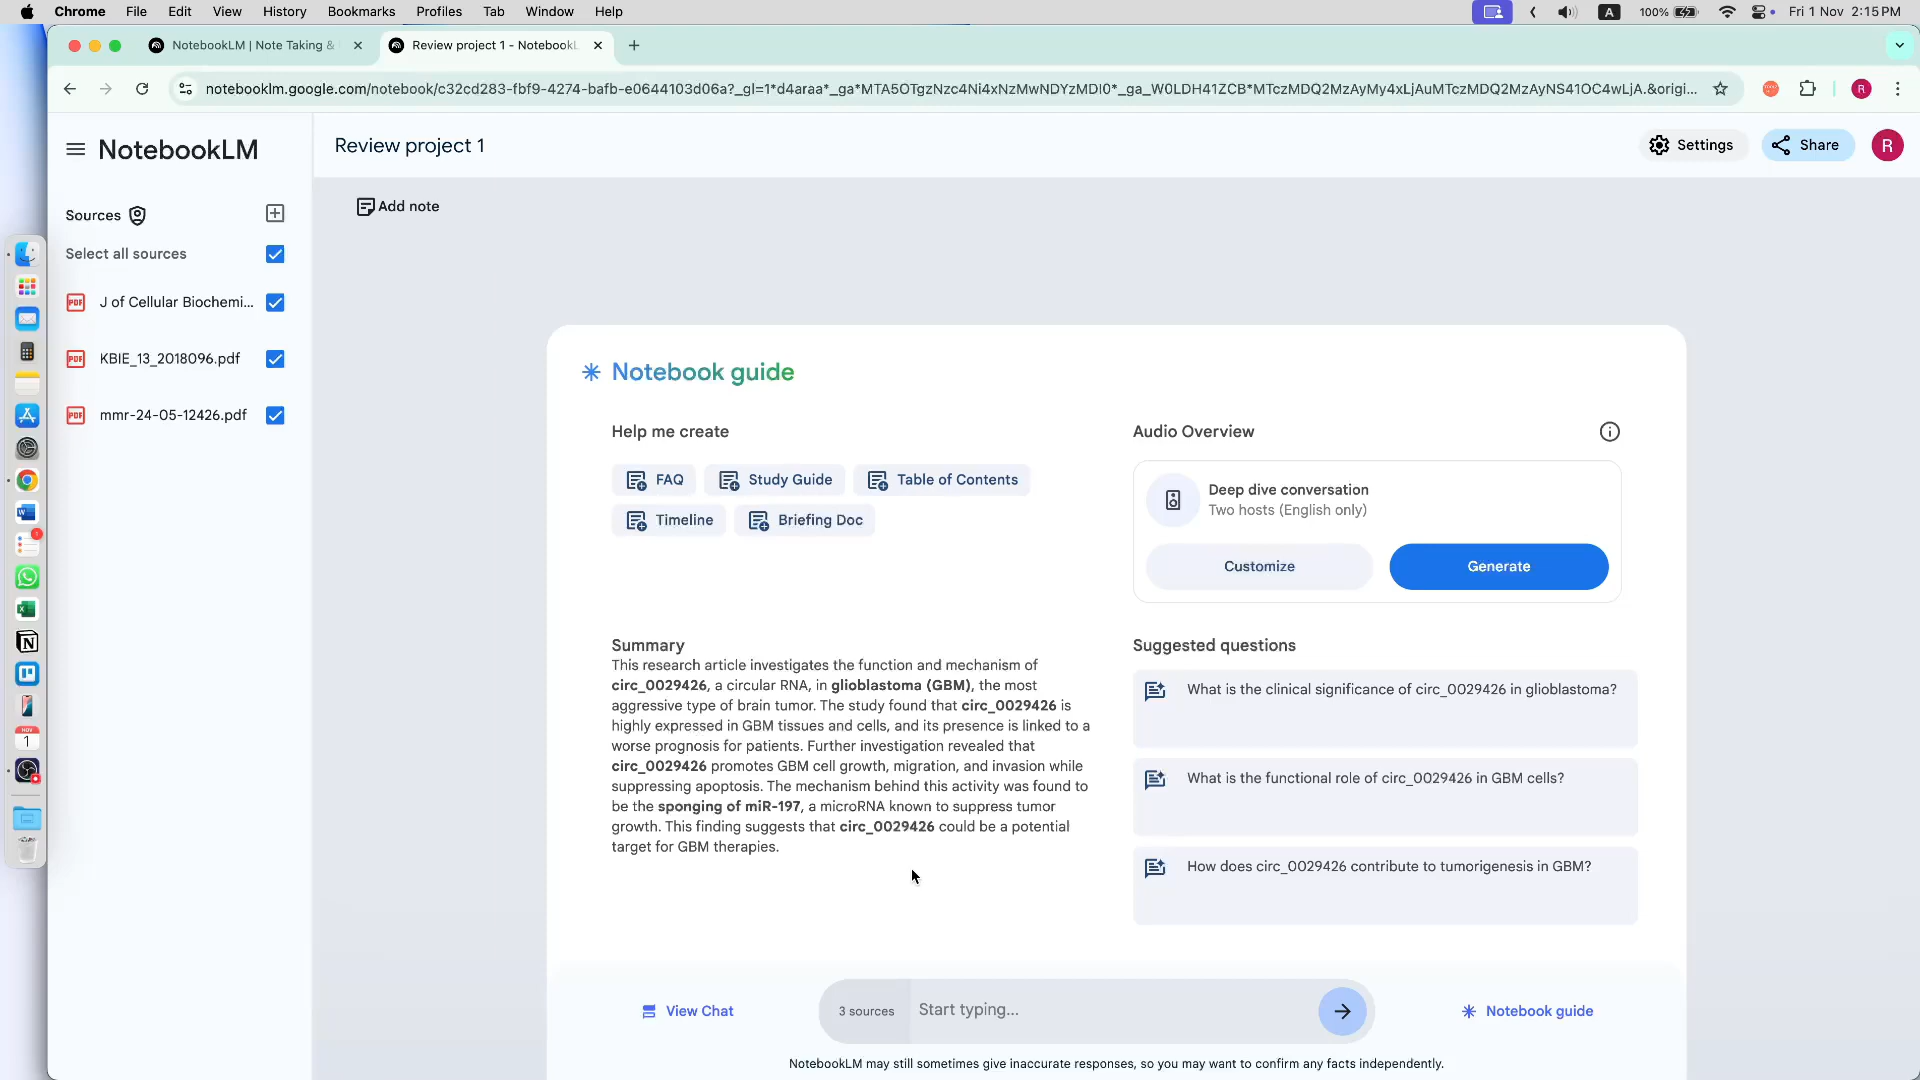 Chrome File Edit View History Bookmarks Profiles Tab Window Help
A 100% Fri 1 Nov 2:15 PM
NotebookLM | Note Taking &
Review project 1 - NotebookL
notebooklm.google.com/notebook/c32cd283-fbf9-4274-bafb-e0644103d06a?_gl=1*d4araa*_ga*MTA5OTgzNzc4Ni4xNzMwNDYzMDI0*_ga_W0LDH41ZCB*MTczMDQ2MzAyMy4xLjAuMTczMDQ2MzAyNS41OC4wLjA.&origi...
R
NotebookLM
Review project 1
Settings
Share
R
Sources
Select all sources
PDF J of Cellular Biochemi...
PDF KBIE_13_2018096.pdf
PDF mmr-24-05-12426.pdf
Add note
Notebook guide
Help me create
FAQ
Study Guide
Table of Contents
Timeline
Briefing Doc
Audio Overview
Deep dive conversation
Two hosts (English only)
Customize
Generate
Summary
This research article investigates the function and mechanism of
circ_0029426, a circular RNA, in glioblastoma (GBM), the most
aggressive type of brain tumor. The study found that circ_0029426 is
highly expressed in GBM tissues and cells, and its presence is linked to a
worse prognosis for patients. Further investigation revealed that
circ_0029426 promotes GBM cell growth, migration, and invasion while
suppressing apoptosis. The mechanism behind this activity was found to
be the sponging of miR-197, a microRNA known to suppress tumor
growth. This finding suggests that circ_0029426 could be a potential
target for GBM therapies.
Suggested questions
What is the clinical significance of circ_0029426 in glioblastoma?
What is the functional role of circ_0029426 in GBM cells?
How does circ_0029426 contribute to tumorigenesis in GBM?
View Chat
3 sources
Start typing...
Notebook guide
NotebookLM may still sometimes give inaccurate responses, so you may want to confirm any facts independently.